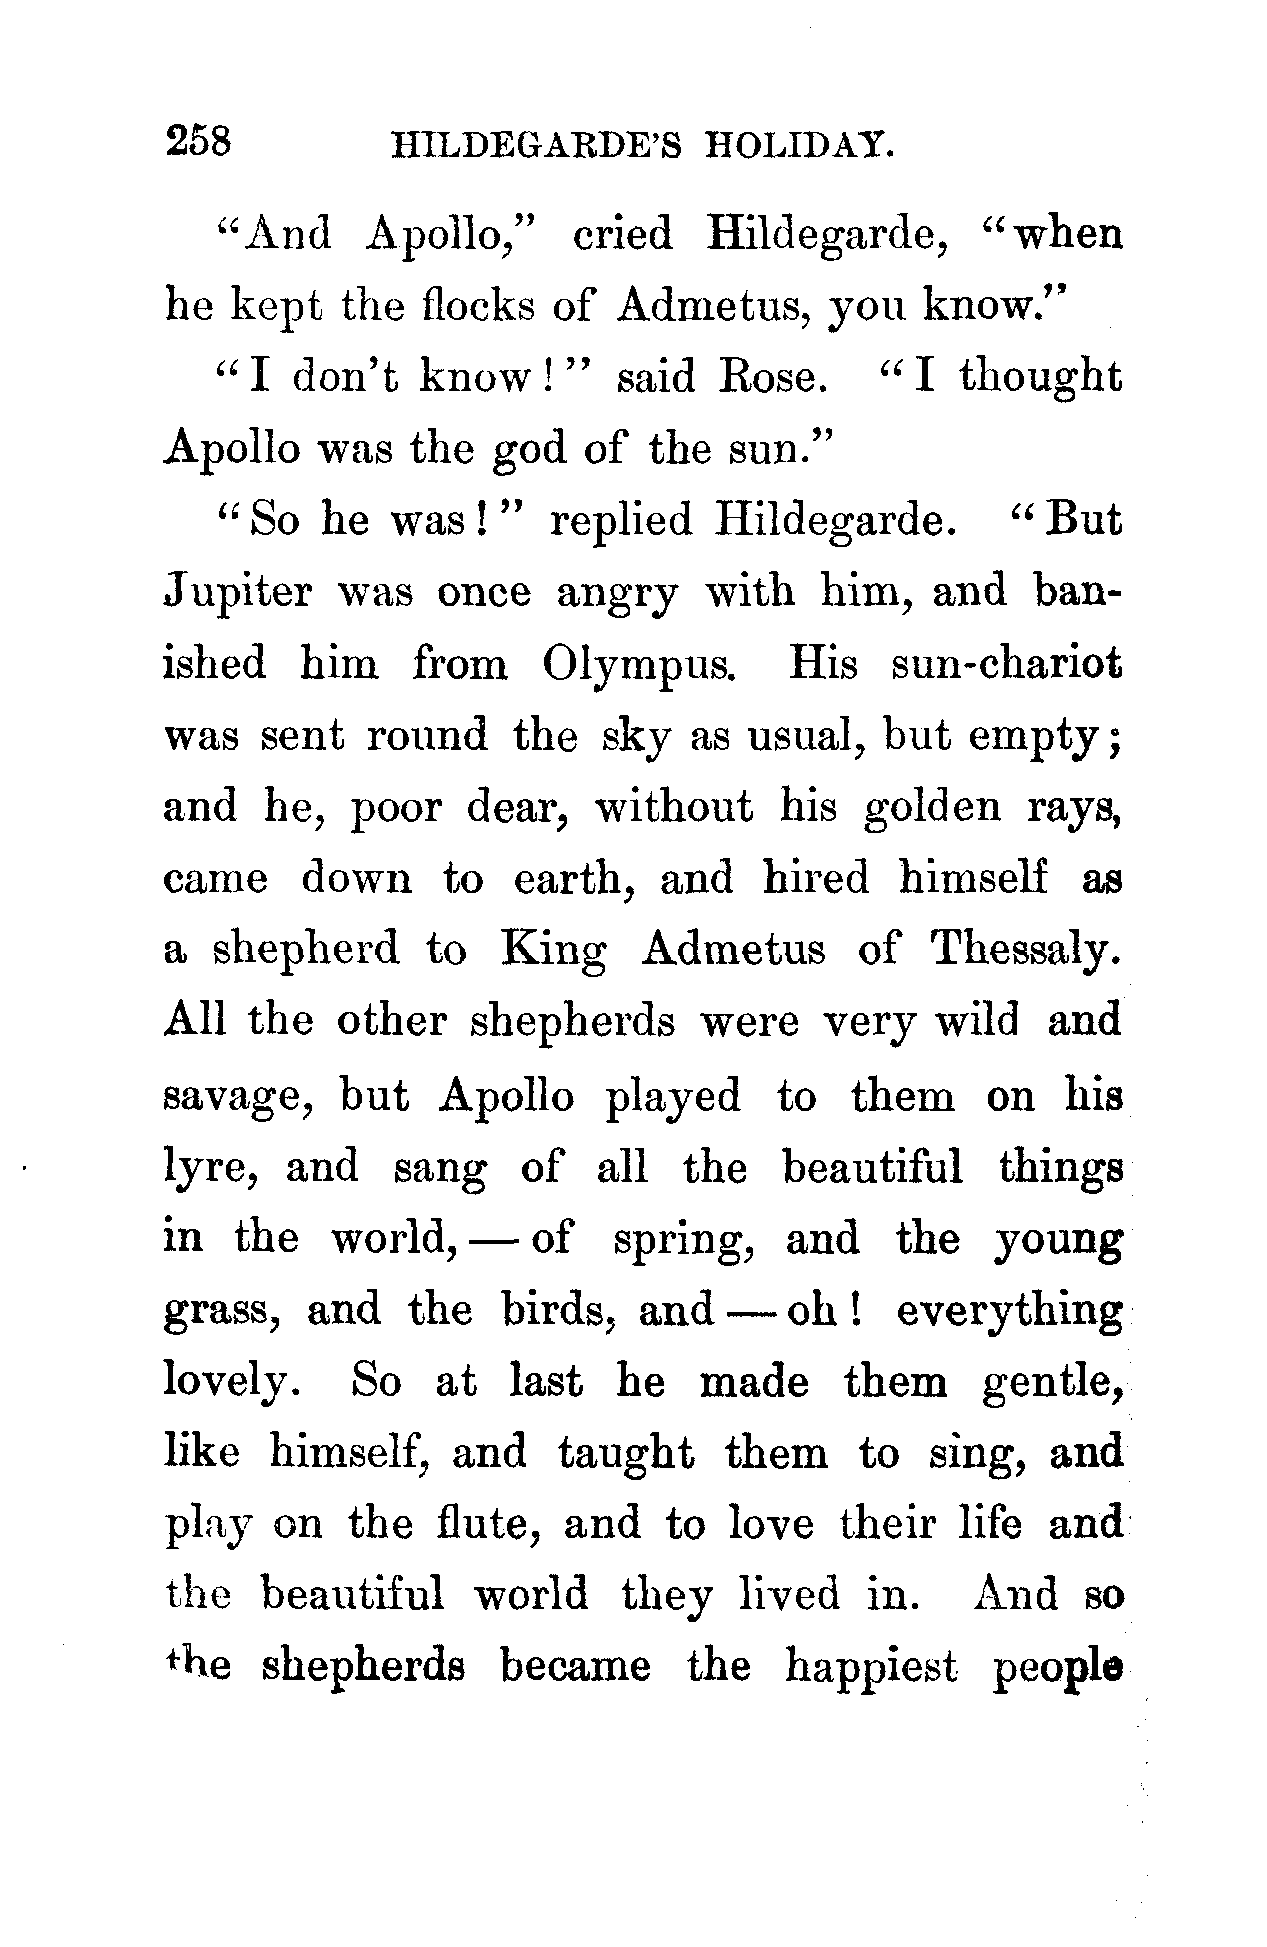 258 HILDEGARDE'S HOLIDAY.
"And Apollo," cried Hildegarde, "when
he kept the flocks of Admetus, you know."
"I don't know!" said Rose. "I thought
Apollo was the god of the sun."
"So he was!" replied Hildegarde. "But
Jupiter was once angry with him, and ban-
ished him from Olympus. His sun-chariot
was sent round the sky as usual, but empty;
and he, poor dear, without his golden rays,
came down to earth, and hired himself as
a shepherd to King Admetus of Thessaly.
All the other shepherds were very wild and
savage, but Apollo played to them on his
lyre, and sang of all the beautiful things
in the world, — of spring, and the young
grass, and the birds, and — oh! everything
lovely. So at last he made them gentle,
like himself, and taught them to sing, and
play on the flute, and to love their life and
the beautiful world they lived in. And so
the shepherds became the happiest people